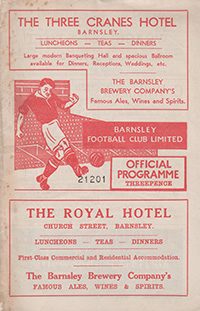 THE THREE CRANES HOTEL
BARNSLEY.
LUNCHEONS — TEAS — DINNERS
Large modern Banqueting Hall and spacious Ballroom
available for Dinners, Receptions, Weddings, etc.
THE BARNSLEY
BREWERY COMPANY'S
Famous Ales, Wines and Spirits.
BARNSLEY
FOOTBALL CLUB LIMITED
OFFICIAL
PROGRAMME
THREEPENCE
21201
THE ROYAL HOTEL
CHURCH STREET, BARNSLEY.
LUNCHEONS — TEAS — DINNERS
First-Class Commercial and Residential Accommodation.
The Barnsley Brewery Company's
FAMOUS ALES, WINES & SPIRITS.